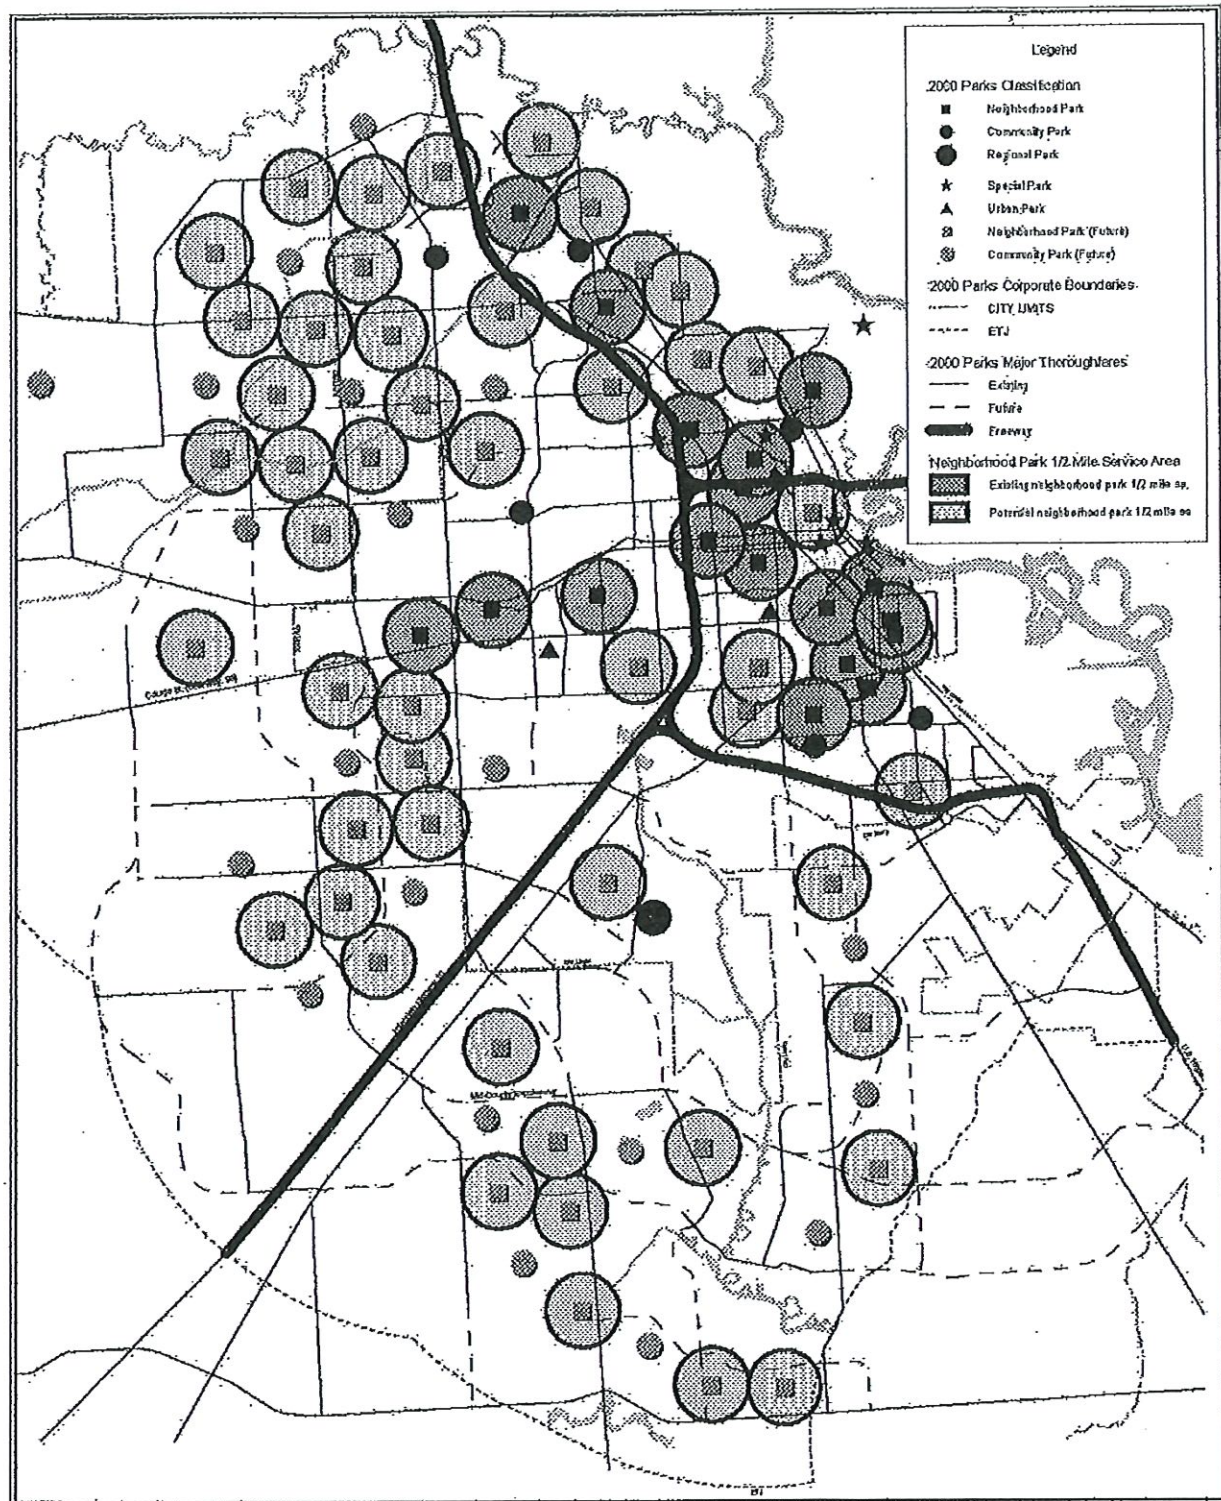 Legend
2000 Parks Classification
Neighborhood Park
Community Park
Regional Park
Special Park
Urban Park
Neighborhood Park (Future)
Community Park (Future)
2000 Parks Corporate Boundaries
CITY LIMITS
ETJ
2000 Parks Major Thoroughfares
Existing
Future
Freeway
Neighborhood Park 1/2 Mile Service Area
Existing neighborhood park 1/2 mile sa
Potential neighborhood park 1/2 mile sa